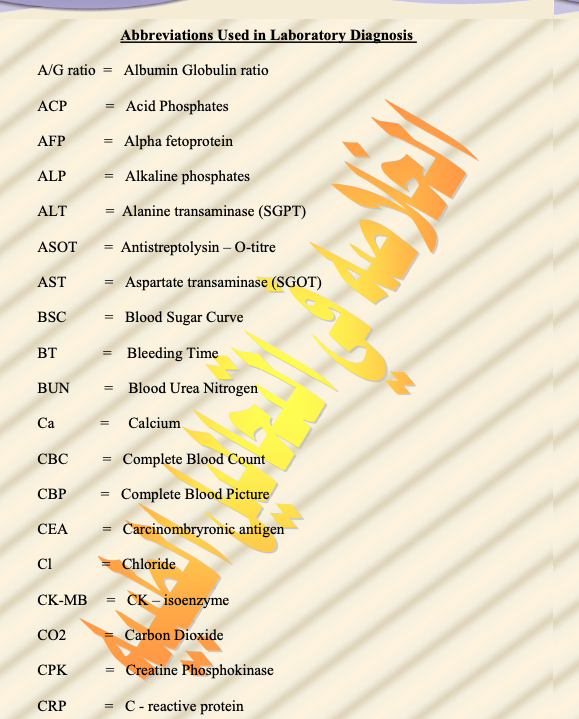 Abbreviations Used in Laboratory Diagnosis
A/G ratio = Albumin Globulin ratio
ACP = Acid Phosphates
AFP = Alpha fetoprotein
ALP = Alkaline phosphates
ALT = Alanine transaminase (SGPT)
ASOT = Antistreptolysin – O-titre
AST = Aspartate transaminase (SGOT)
BSC = Blood Sugar Curve
BT = Bleeding Time
BUN = Blood Urea Nitrogen
Ca = Calcium
CBC = Complete Blood Count
CBP = Complete Blood Picture
CEA = Carcinombryronic antigen
Cl = Chloride
CK-MB = CK – isoenzyme
CO2 = Carbon Dioxide
CPK = Creatine Phosphokinase
CRP = C - reactive protein